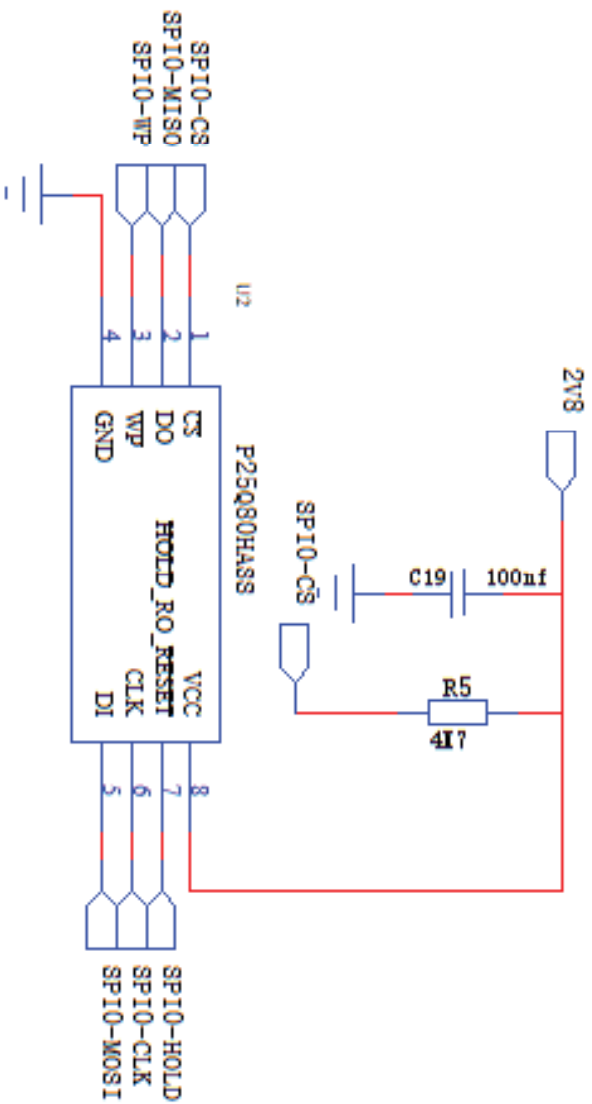 2V8
C19
100nf
R5
4K7
SPI0-CS
U2
P25Q80HASS
SPI0-CS
SPI0-MISO
SPI0-WP
1
2
3
4
CS
DO
WP
GND
VCC
HOLD_RO_RESET
CLK
DI
8
7
6
5
SPI0-HOLD
SPI0-CLK
SPI0-MOSI